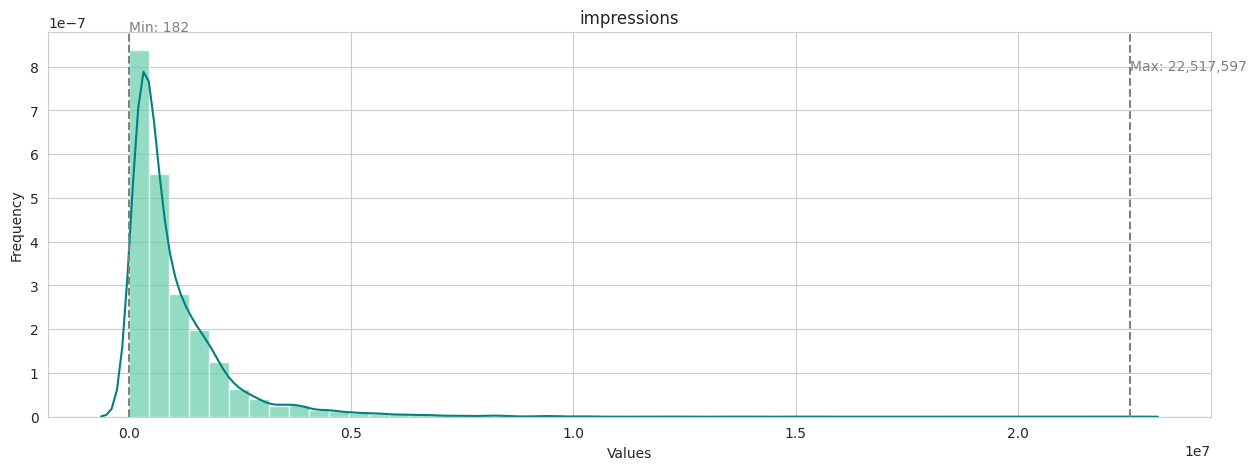 impressions
1e−7
Min: 182
Max: 22,517,597
8
7
6
5
4
3
2
1
0
Frequency
0.0 0.5 1.0 1.5 2.0
Values
1e7